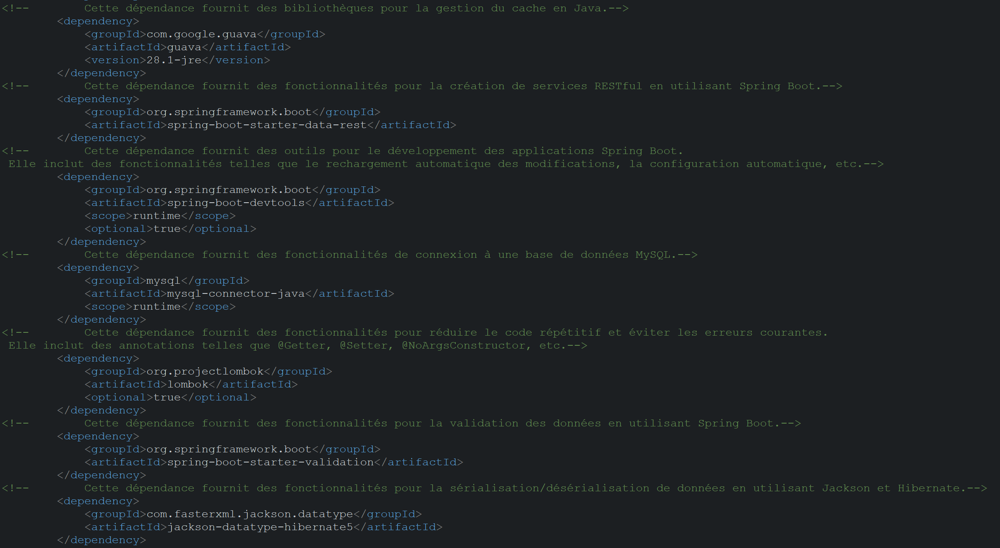 <!--        Cette dépendance fournit des bibliothèques pour la gestion du cache en Java.-->
        <dependency>
            <groupId>com.google.guava</groupId>
            <artifactId>guava</artifactId>
            <version>28.1-jre</version>
        </dependency>
<!--        Cette dépendance fournit des fonctionnalités pour la création de services RESTful en utilisant Spring Boot.-->
        <dependency>
            <groupId>org.springframework.boot</groupId>
            <artifactId>spring-boot-starter-data-rest</artifactId>
        </dependency>
<!--        Cette dépendance fournit des outils pour le développement des applications Spring Boot.
 Elle inclut des fonctionnalités telles que le rechargement automatique des modifications, la configuration automatique, etc.-->
        <dependency>
            <groupId>org.springframework.boot</groupId>
            <artifactId>spring-boot-devtools</artifactId>
            <scope>runtime</scope>
            <optional>true</optional>
        </dependency>
<!--        Cette dépendance fournit des fonctionnalités de connexion à une base de données MySQL.-->
        <dependency>
            <groupId>mysql</groupId>
            <artifactId>mysql-connector-java</artifactId>
            <scope>runtime</scope>
        </dependency>
<!--        Cette dépendance fournit des fonctionnalités pour réduire le code répétitif et éviter les erreurs courantes.
 Elle inclut des annotations telles que @Getter, @Setter, @NoArgsConstructor, etc.-->
        <dependency>
            <groupId>org.projectlombok</groupId>
            <artifactId>lombok</artifactId>
            <optional>true</optional>
        </dependency>
<!--        Cette dépendance fournit des fonctionnalités pour la validation des données en utilisant Spring Boot.-->
        <dependency>
            <groupId>org.springframework.boot</groupId>
            <artifactId>spring-boot-starter-validation</artifactId>
        </dependency>
<!--        Cette dépendance fournit des fonctionnalités pour la sérialisation/désérialisation de données en utilisant Jackson et Hibernate.-->
        <dependency>
            <groupId>com.fasterxml.jackson.datatype</groupId>
            <artifactId>jackson-datatype-hibernate5</artifactId>
        </dependency>